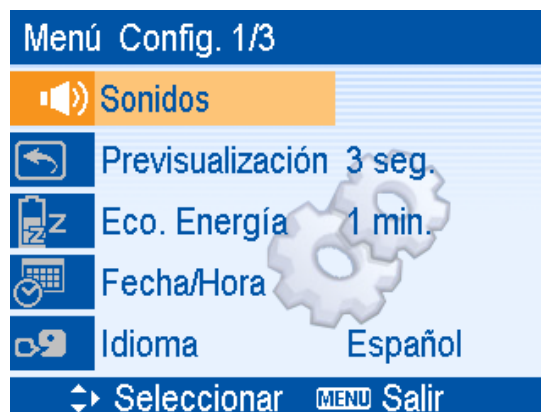 Menú Config. 1/3
Sonidos
Previsualización 3 seg.
Eco. Energía 1 min.
Fecha/Hora
Idioma Español
Seleccionar MENU Salir